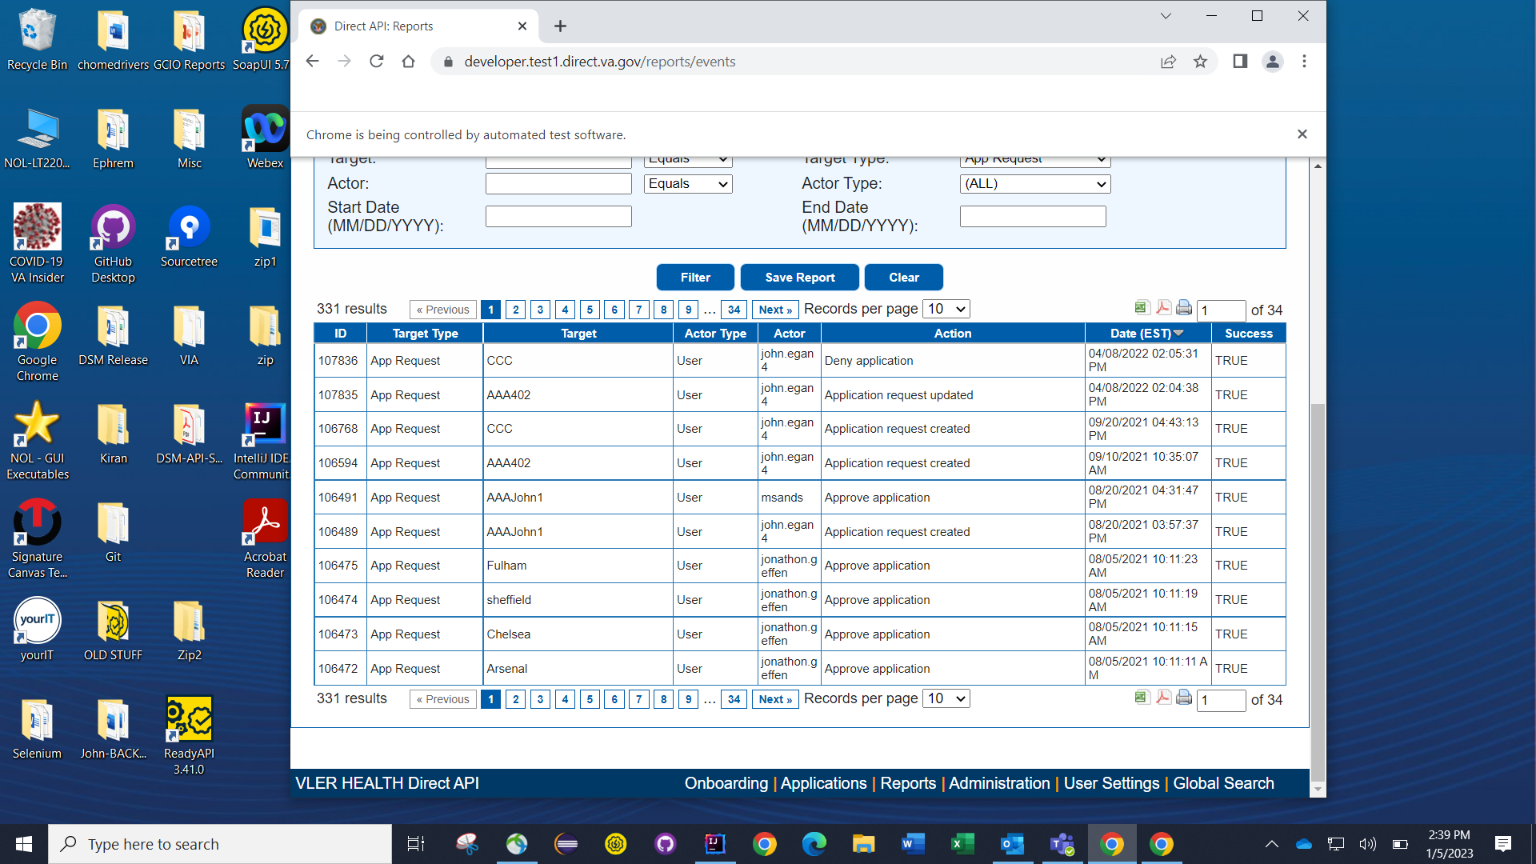 Recycle Bin
chomedrivers
GCIO Reports
SoapUI 5.7
NOL-LT220...
Ephrem
Misc
Webex
COVID-19
VA Insider
GitHub
Desktop
Sourcetree
zip1
Google
Chrome
DSM Release
VIA
zip
NOL - GUI
Executables
Kiran
DSM-API-S...
IntelliJ IDE
Communit
Signature
Canvas Te...
Git
Acrobat
Reader
yourIT
yourIT
OLD STUFF
Zip2
Selenium
John-BACK...
ReadyAPI
3.41.0
Direct API: Reports
developer.test1.direct.va.gov/reports/events
Chrome is being controlled by automated test software.
Target: Equals Target Type: App Request
Actor: Equals Actor Type: (ALL)
Start Date
(MM/DD/YYYY):
End Date
(MM/DD/YYYY):
Filter Save Report Clear
331 results « Previous 1 2 3 4 5 6 7 8 9 ... 34 Next » Records per page 10 1 of 34
ID Target Type Target Actor Type Actor Action Date (EST) Success
107836 App Request CCC User john.egan4 Deny application 04/08/2022 02:05:31 PM TRUE
107835 App Request AAA402 User john.egan4 Application request updated 04/08/2022 02:04:38 PM TRUE
106768 App Request CCC User john.egan4 Application request created 09/20/2021 04:43:13 PM TRUE
106594 App Request AAA402 User john.egan4 Application request created 09/10/2021 10:35:07 AM TRUE
106491 App Request AAAJohn1 User msands Approve application 08/20/2021 04:31:47 PM TRUE
106489 App Request AAAJohn1 User john.egan4 Application request created 08/20/2021 03:57:37 PM TRUE
106475 App Request Fulham User jonathon.geffen Approve application 08/05/2021 10:11:23 AM TRUE
106474 App Request sheffield User jonathon.geffen Approve application 08/05/2021 10:11:19 AM TRUE
106473 App Request Chelsea User jonathon.geffen Approve application 08/05/2021 10:11:15 AM TRUE
106472 App Request Arsenal User jonathon.geffen Approve application 08/05/2021 10:11:11 AM TRUE
331 results « Previous 1 2 3 4 5 6 7 8 9 ... 34 Next » Records per page 10 1 of 34
VLER HEALTH Direct API Onboarding | Applications | Reports | Administration | User Settings | Global Search
Type here to search
2:39 PM
1/5/2023